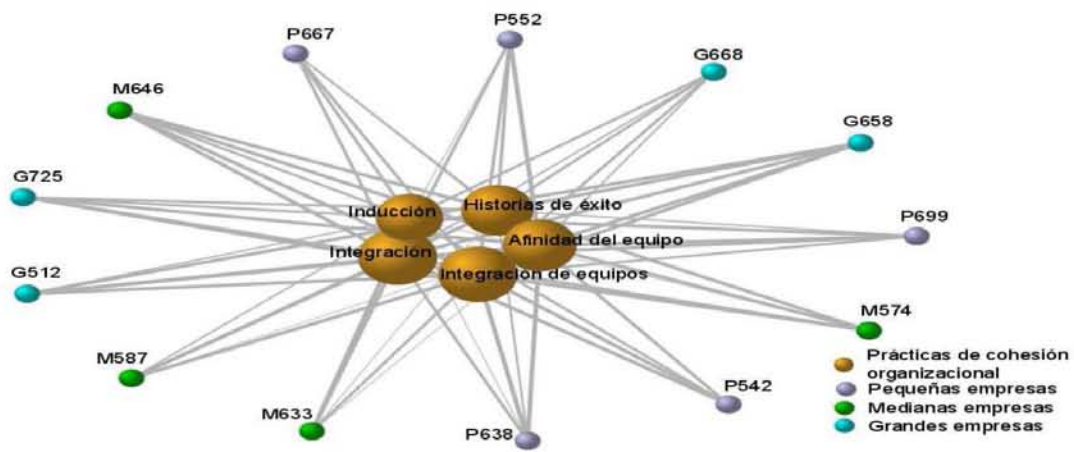 P552
P667
G668
M646
G658
G725
Inducción
Historias de éxito
P699
Afinidad del equipo
Integración
Integración de equipos
G512
M574
M587
Prácticas de cohesión
organizacional
P542
Pequeñas empresas
M633
Medianas empresas
P638
Grandes empresas